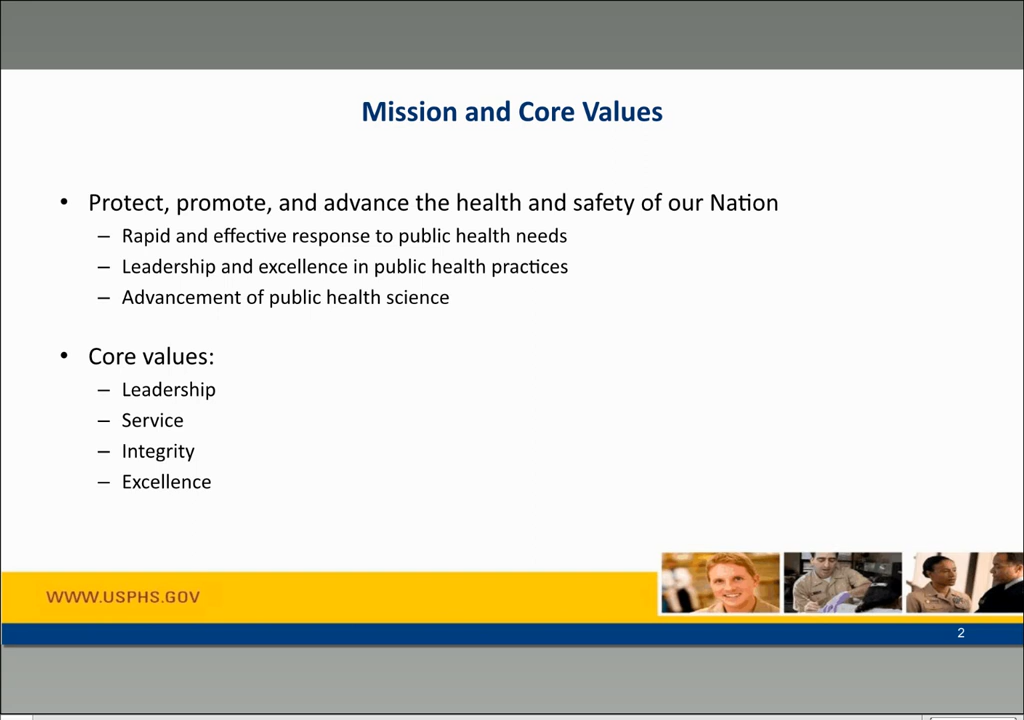 Mission and Core Values
• Protect, promote, and advance the health and safety of our Nation
– Rapid and effective response to public health needs
– Leadership and excellence in public health practices
– Advancement of public health science
• Core values:
– Leadership
– Service
– Integrity
– Excellence
WWW.USPHS.GOV
2